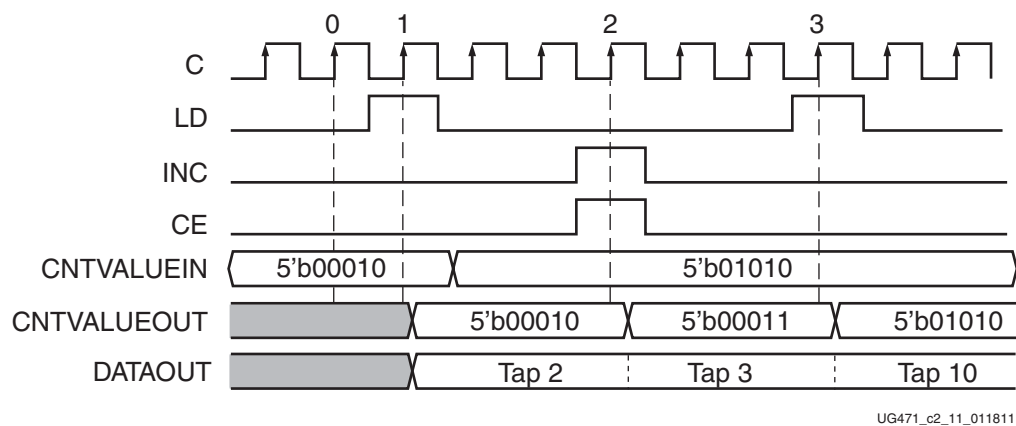 0 1 2 3
C
LD
INC
CE
CNTVALUEIN 5'b00010 5'b01010
CNTVALUEOUT 5'b00010 5'b00011 5'b01010
DATAOUT Tap 2 Tap 3 Tap 10
UG471_c2_11_011811